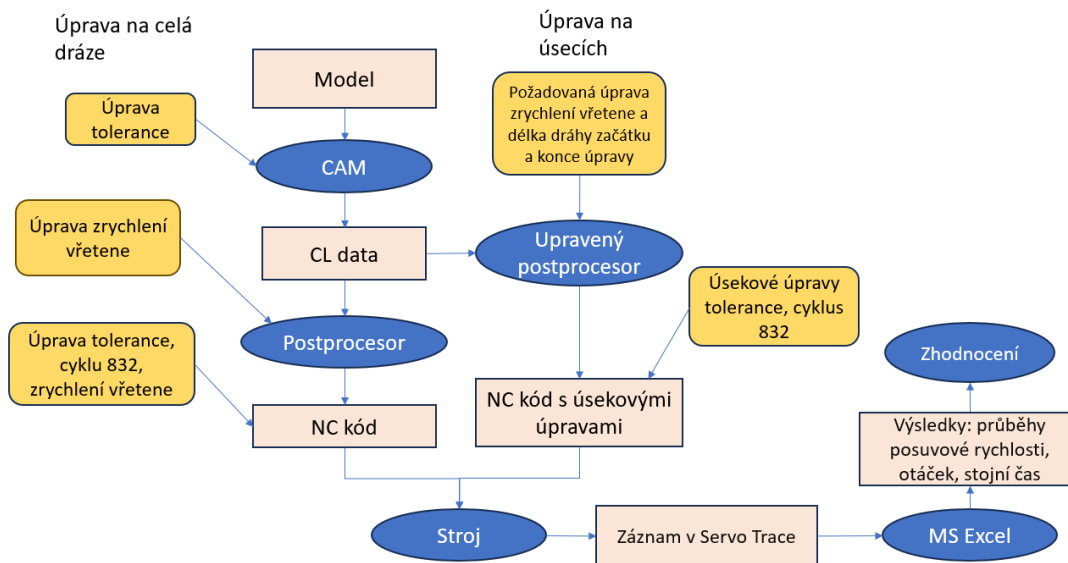 Úprava na celá
dráze
Úprava na
úsecích
Model
Požadovaná úprava
zrychlení vřetene a
délka dráhy začátku
a konce úpravy
Úprava
tolerance
CAM
Úprava zrychlení
vřetene
CL data
Upravený
postprocesor
Úsekové úpravy
tolerance, cyklus
832
Úprava tolerance,
cyklu 832,
zrychlení vřetene
Postprocesor
Zhodnocení
NC kód
NC kód s úsekovými
úpravami
Výsledky: průběhy
posuvové rychlosti,
otáček, stojní čas
Stroj
Záznam v Servo Trace
MS Excel